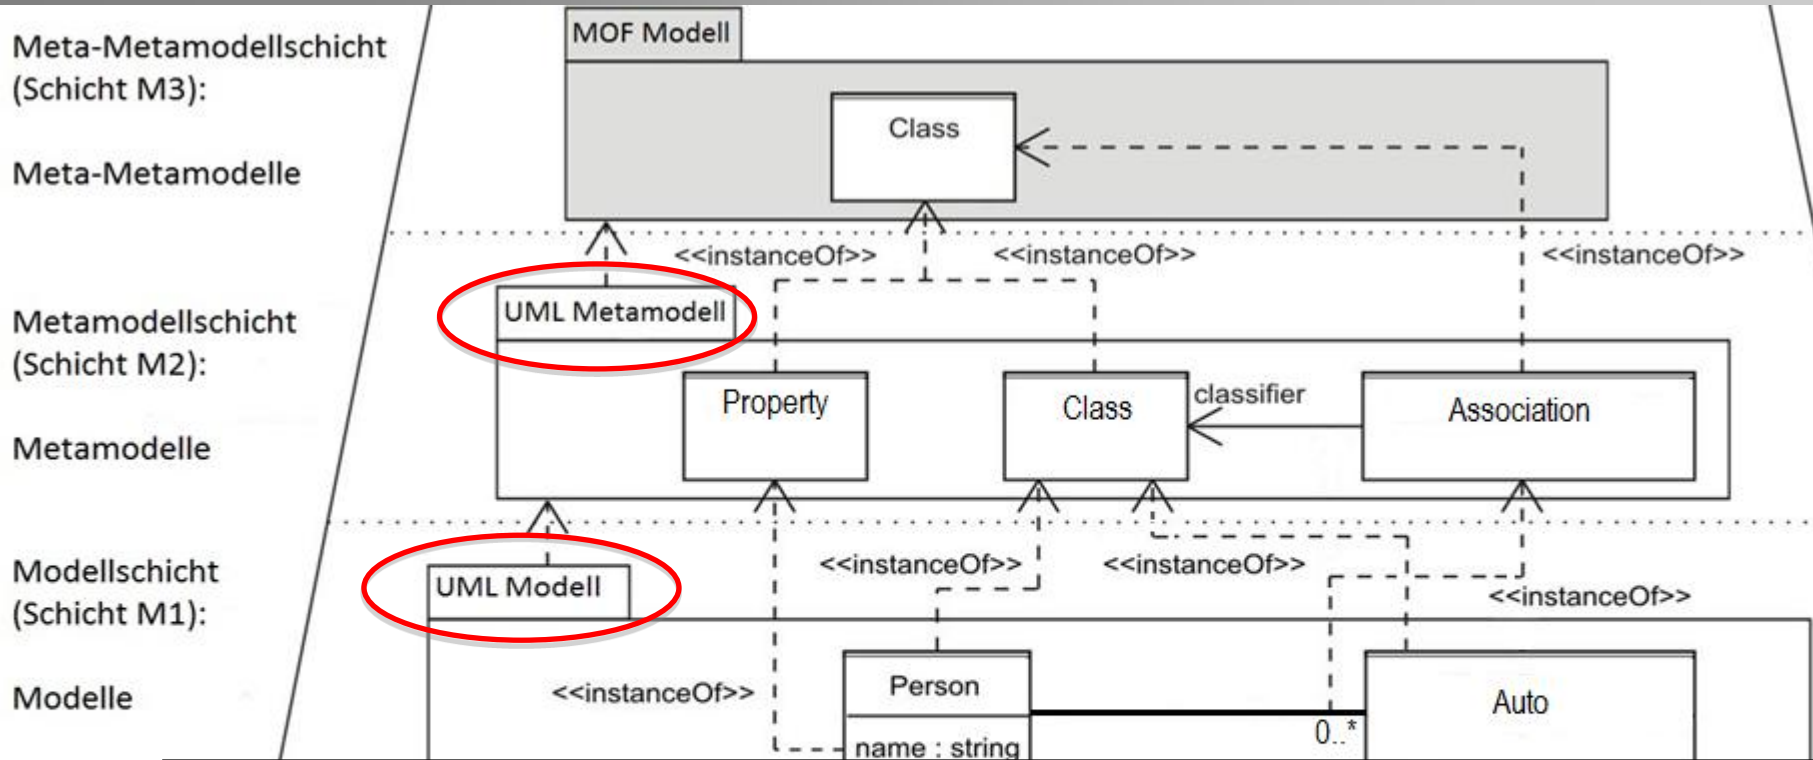 Meta-Metamodellschicht
(Schicht M3):
Meta-Metamodelle
MOF Modell
Class
<<instanceOf>>
<<instanceOf>>
<<instanceOf>>
Metamodellschicht
(Schicht M2):
Metamodelle
UML Metamodell
Property
Class
classifier
Association
Modellschicht
(Schicht M1):
Modelle
UML Modell
<<instanceOf>>
<<instanceOf>>
<<instanceOf>>
<<instanceOf>>
Person
name : string
0..*
Auto